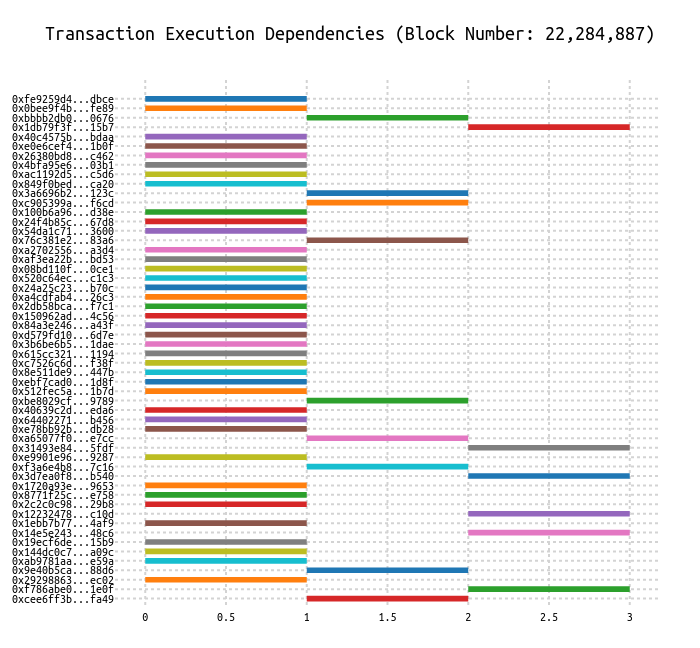 Transaction Execution Dependencies (Block Number: 22,284,887)
0xfe9259d4...dbce
0x0bee9f4b...fe89
0xbbbb2db0...0676
0x1db79f3f...15b7
0x40c4575b...bdaa
0xe0e6cef4...1b0f
0x26380bd8...c462
0x4bfa95e6...03b1
0xac1192d5...c5d6
0x849f0bed...ca20
0x3a6696b2...123c
0xc905399a...f6cd
0x100b6a96...d38e
0x24f4b85c...67d8
0x54da1c71...3600
0x76c381e2...83a6
0xa2702556...a3d4
0xaf3ea22b...bd53
0x08bd110f...0ce1
0x520c64ec...c1c3
0x24a25c23...b70c
0xa4cdfab4...26c3
0x2db58bca...f7c1
0x150962ad...4c56
0x84a3e246...a43f
0xd579fd10...6d7e
0x3b6be6b5...1dae
0x615cc321...1194
0xc7526c6d...f38f
0x8e511de9...447b
0xebf7cad0...1d8f
0x512fec5a...1b7d
0xbe8029cf...9789
0x40639c2d...eda6
0x64402271...b456
0xe78bb92b...db28
0xa65077f0...e7cc
0x31493e84...5fdf
0xe9901e96...9287
0xf3a6e4b8...7c16
0x3d7ea0f8...b540
0x1720a93e...9653
0x8771f25c...e758
0x2c2c0c98...29b8
0x12232478...c10d
0x1ebb7b77...4af9
0x14e5e243...48c6
0x19ecf6de...15b9
0x144dc0c7...a09c
0xab9781aa...e59a
0x9e40b5ca...88d6
0x29298863...ec02
0xf786abe0...1e0f
0xcee6ff3b...fa49
0 0.5 1 1.5 2 2.5 3